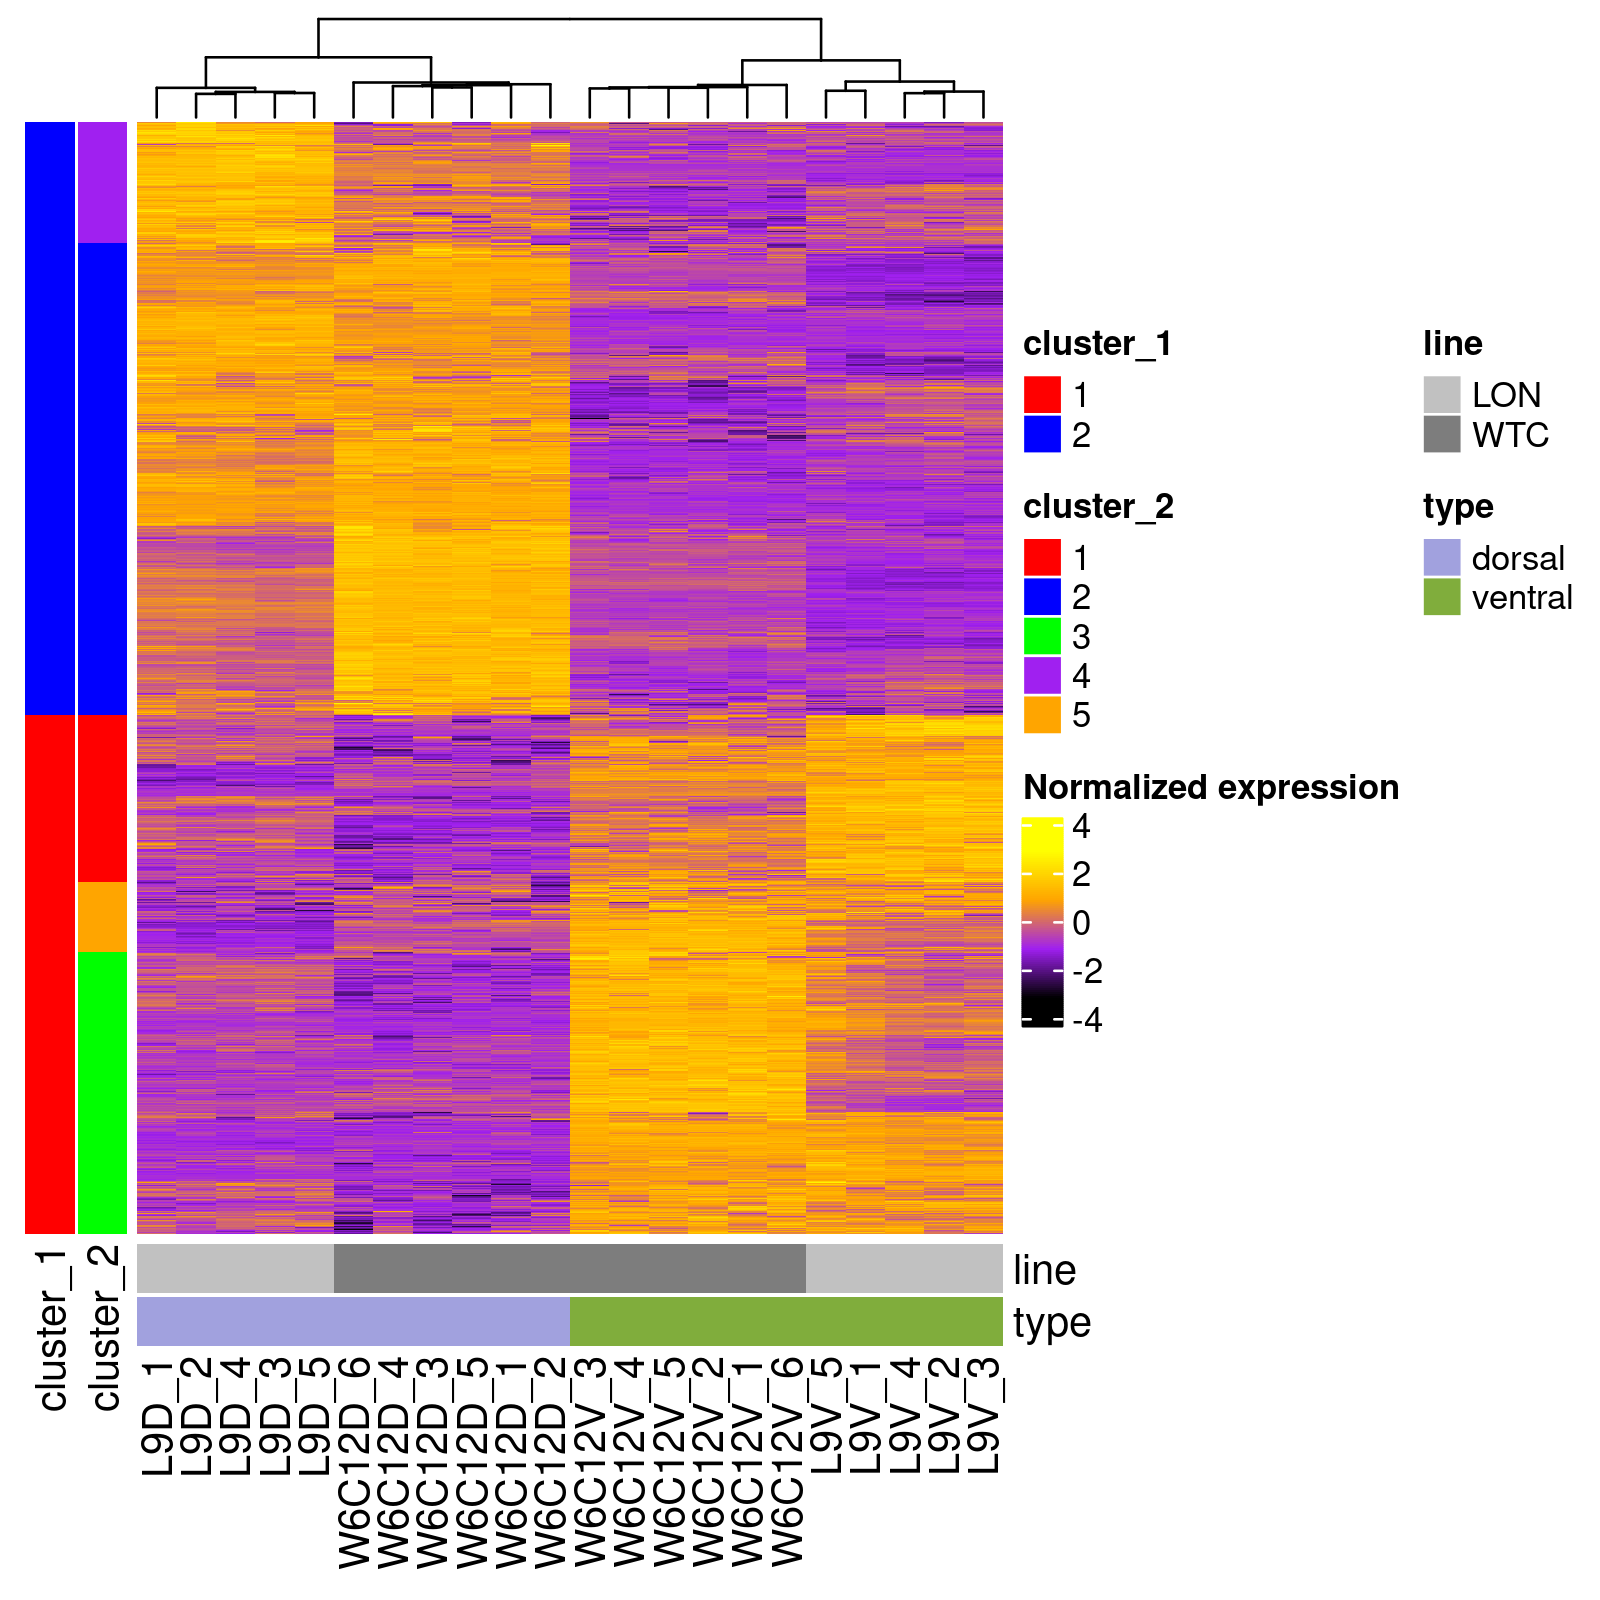 cluster_1
1
2
cluster_2
1
2
3
4
5
Normalized expression
4
2
0
-2
-4
line
LON
WTC
type
dorsal
ventral
line
type
cluster_1
cluster_2
L9D_1
L9D_2
L9D_4
L9D_3
L9D_5
W6C12D_6
W6C12D_4
W6C12D_3
W6C12D_5
W6C12D_1
W6C12D_2
W6C12V_3
W6C12V_4
W6C12V_5
W6C12V_2
W6C12V_1
W6C12V_6
L9V_5
L9V_1
L9V_4
L9V_2
L9V_3